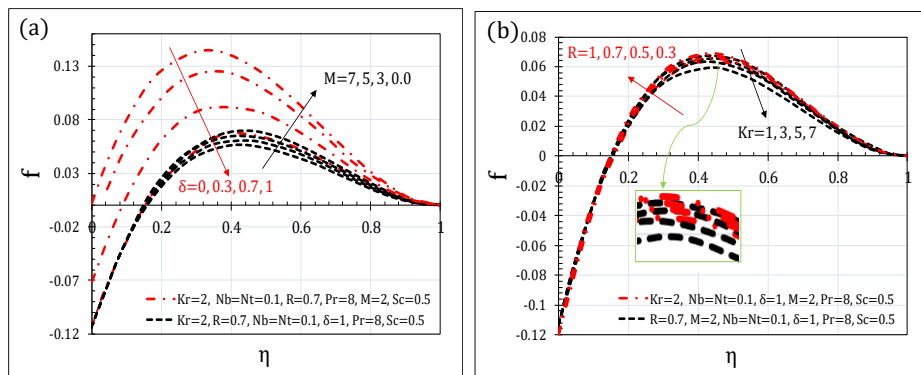 (a)
0.13
0.08
0.03
-0.02
-0.07
-0.12
f
M=7, 5, 3, 0.0
δ=0, 0.3, 0.7, 1
0
0.2
0.4
0.6
0.8
1
Kr=2, Nb=Nt=0.1, R=0.7, Pr=8, M=2, Sc=0.5
Kr=2, R=0.7, Nb=Nt=0.1, δ=1, Pr=8, Sc=0.5
η
(b)
0.08
0.06
0.04
0.02
0
-0.02
-0.04
-0.06
-0.08
-0.1
-0.12
f
R=1, 0.7, 0.5, 0.3
Kr=1, 3, 5, 7
0
0.2
0.4
0.6
0.8
1
Kr=2, Nb=Nt=0.1, δ=1, M=2, Pr=8, Sc=0.5
R=0.7, M=2, Nb=Nt=0.1, δ=1, Pr=8, Sc=0.5
η